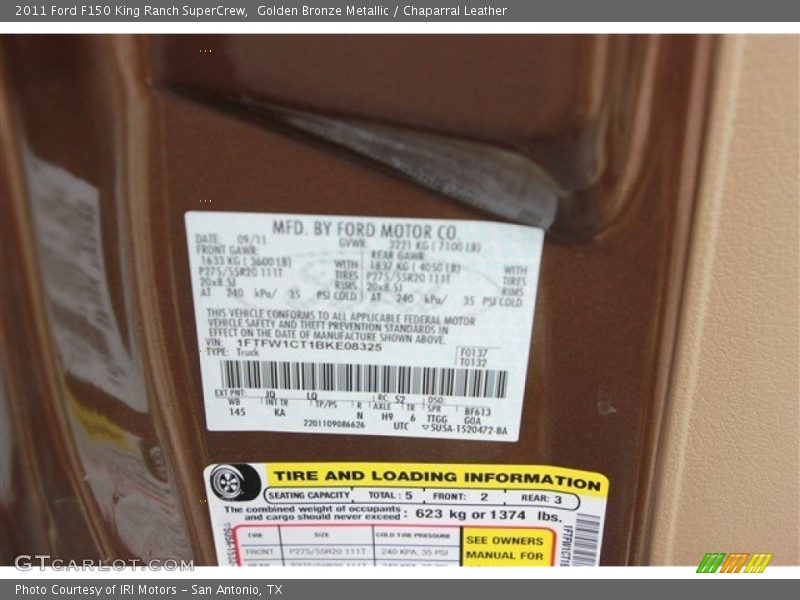 2011 Ford F150 King Ranch SuperCrew,  Golden Bronze Metallic / Chaparral Leather
MFD. BY FORD MOTOR CO.
DATE: 09/11 GVWR: 3221 KG ( 7100 LB)
FRONT GAWR: REAR GAWR:
1633 KG ( 3600 LB) WITH 1837 KG ( 4050 LB) WITH
P275/55R20 111T TIRES P275/55R20 111T TIRES
20x8.5J RIMS 20x8.5J RIMS
AT 240 kPa/ 35 PSI COLD AT 240 kPa/ 35 PSI COLD
THIS VEHICLE CONFORMS TO ALL APPLICABLE FEDERAL MOTOR
VEHICLE SAFETY AND THEFT PREVENTION STANDARDS IN
EFFECT ON THE DATE OF MANUFACTURE SHOWN ABOVE.
VIN: 1FTFW1CT1BKE08325
TYPE: Truck
F0137
T0132
EXT PNT: JQ LQ RC: 52 DSO:
WB INT TR TP/PS R AXLE TR SPR BF613
145 KA N H9 6 TTGG G0A
2201109086626 UTC ▽5U5A-1520472-BA
TIRE AND LOADING INFORMATION
SEATING CAPACITY TOTAL : 5 FRONT: 2 REAR: 3
The combined weight of occupants
and cargo should never exceed : 623 kg or 1374 lbs.
TIRE SIZE COLD TIRE PRESSURE SEE OWNERS
FRONT P275/55R20 111T 240 KPA, 35 PSI MANUAL FOR
GTCARLOT.COM
Photo Courtesy of IRI Motors – San Antonio, TX